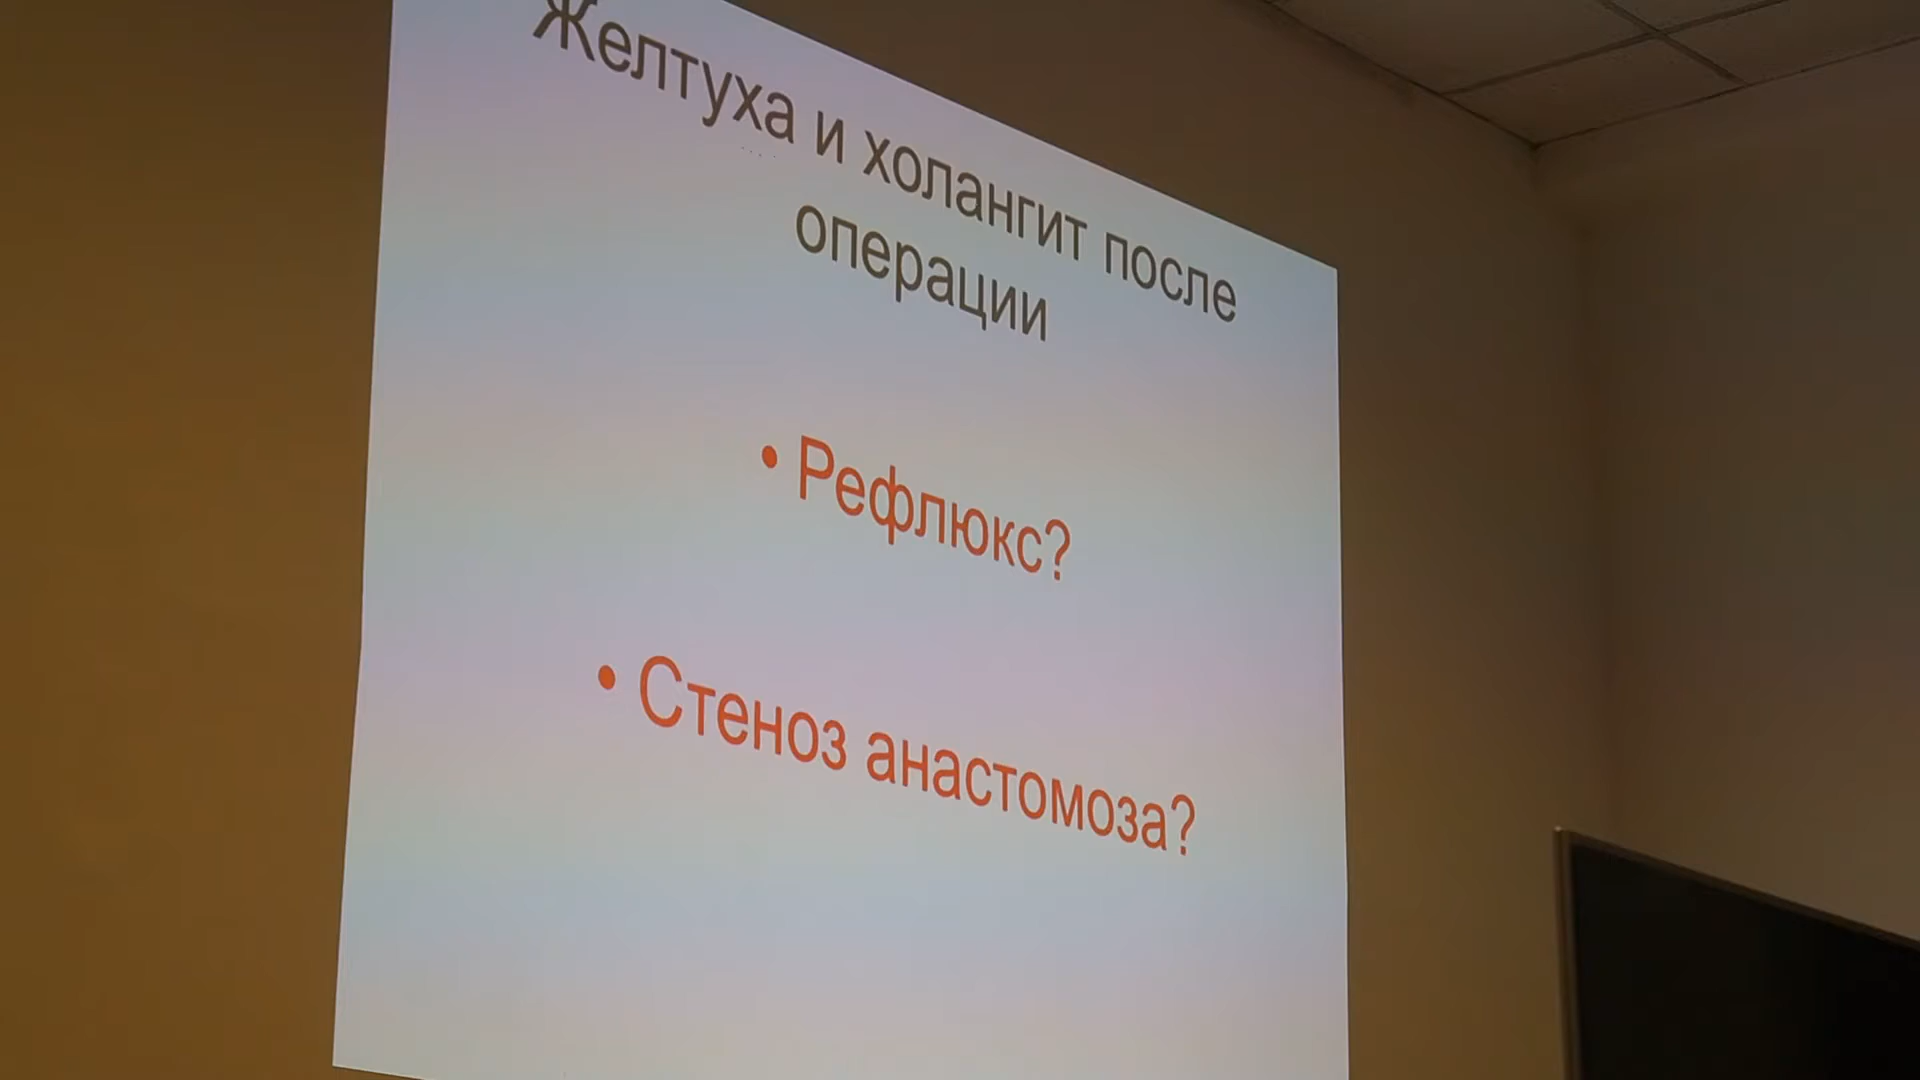 Желтуха и холангит после
операции
• Рефлюкс?
• Стеноз анастомоза?